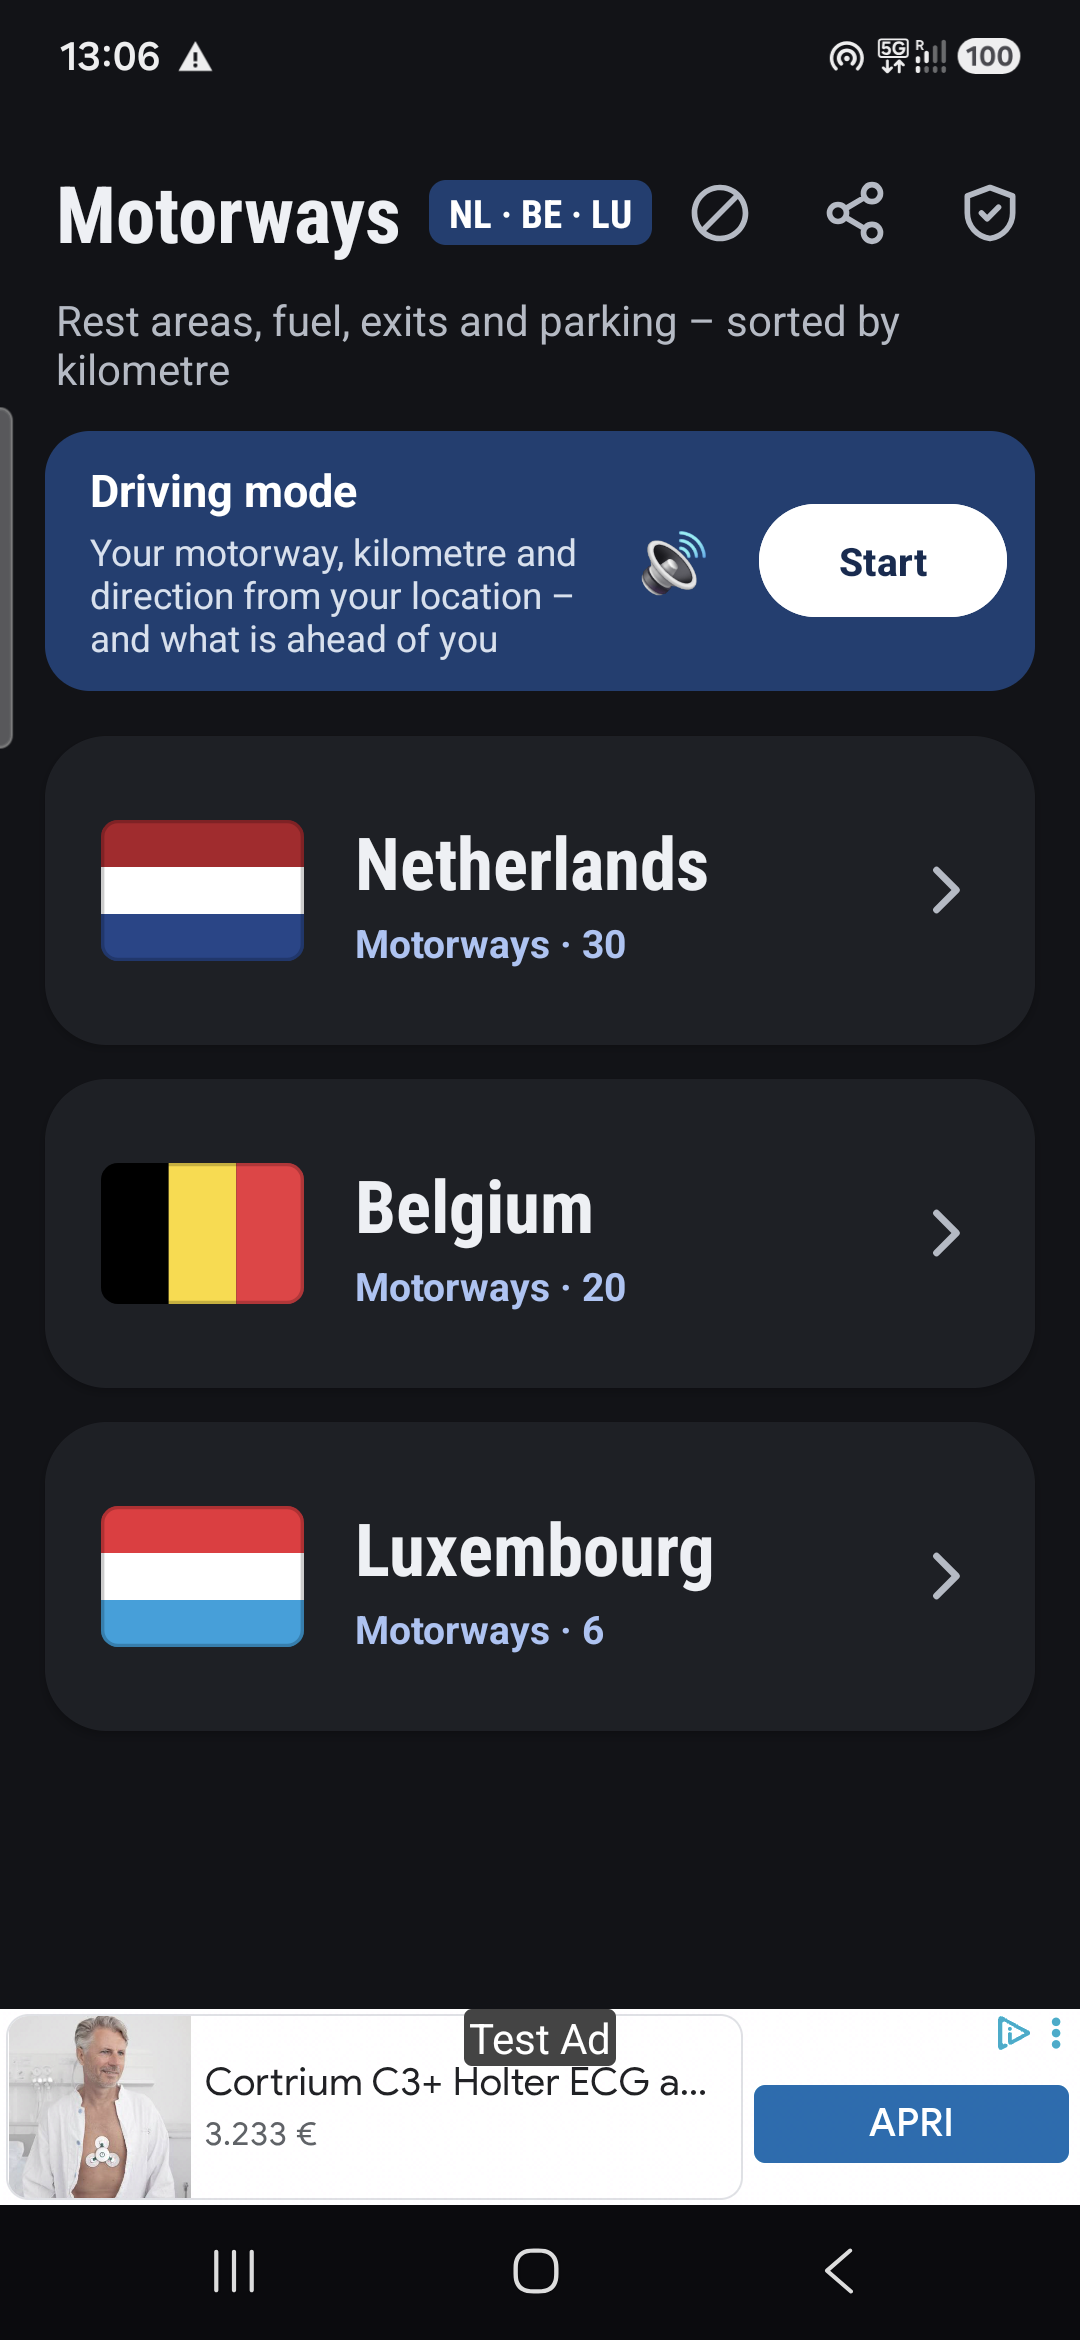 13:06
5G R 100
Motorways NL · BE · LU
Rest areas, fuel, exits and parking – sorted by
kilometre
Driving mode
Your motorway, kilometre and
direction from your location –
and what is ahead of you
Start
Netherlands
Motorways · 30
Belgium
Motorways · 20
Luxembourg
Motorways · 6
Test Ad
Cortrium C3+ Holter ECG a...
3.233 €
APRI